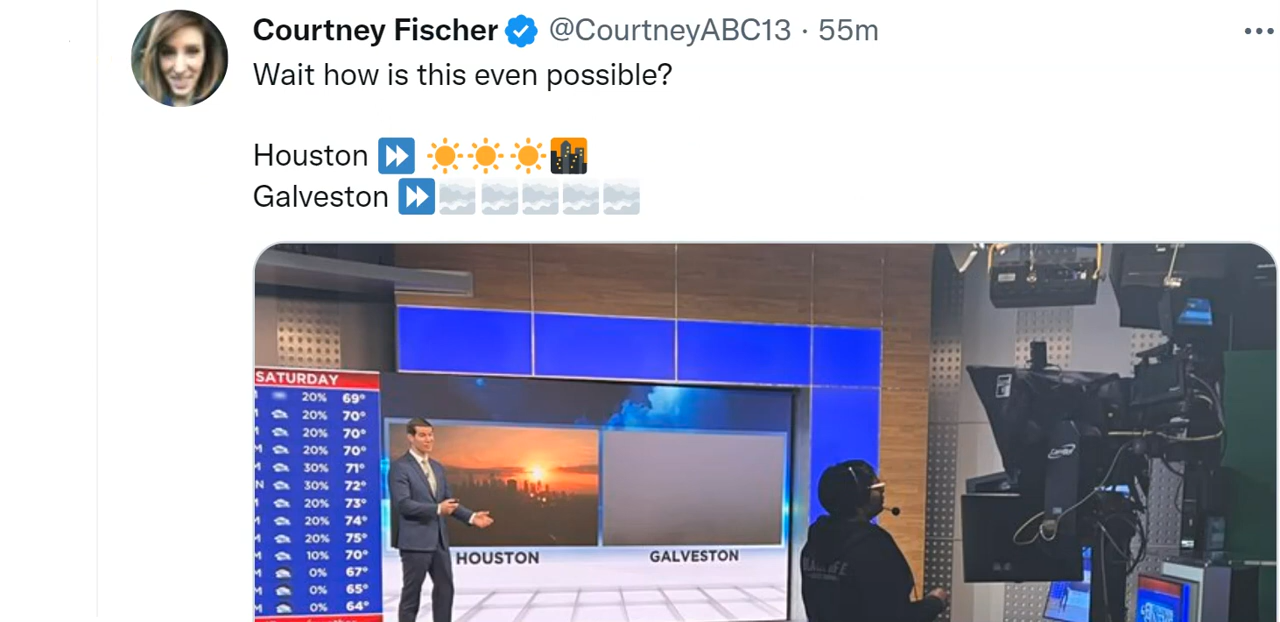 Courtney Fischer @CourtneyABC13 · 55m
Wait how is this even possible?
Houston ⏩ ☀️☀️☀️🌆
Galveston ⏩🌫️🌫️🌫️🌫️🌫️
SATURDAY
20% 69°
20% 70°
20% 70°
M 20% 70°
M 30% 71°
N 30% 72°
M 20% 73°
20% 74°
20% 75°
M 10% 70°
M 0% 67°
M 0% 65°
M 0% 64°
HOUSTON
GALVESTON